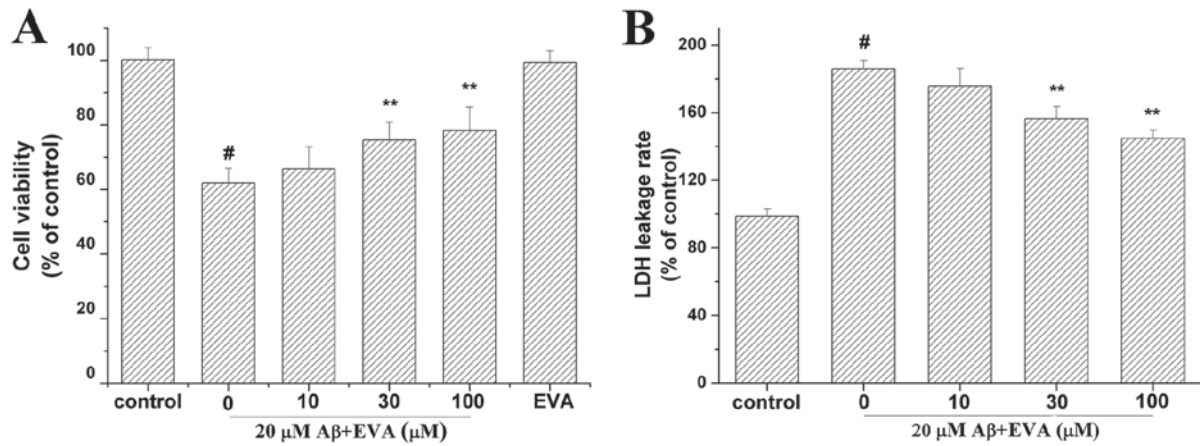 A
Cell viability
(% of control)
100
80
60
40
20
0
#
**
**
control
0
10
30
100
EVA
20 μM Aβ+EVA (μM)
B
LDH leakage rate
(% of control)
200
160
120
80
40
0
#
**
**
control
0
10
30
100
20 μM Aβ+EVA (μM)